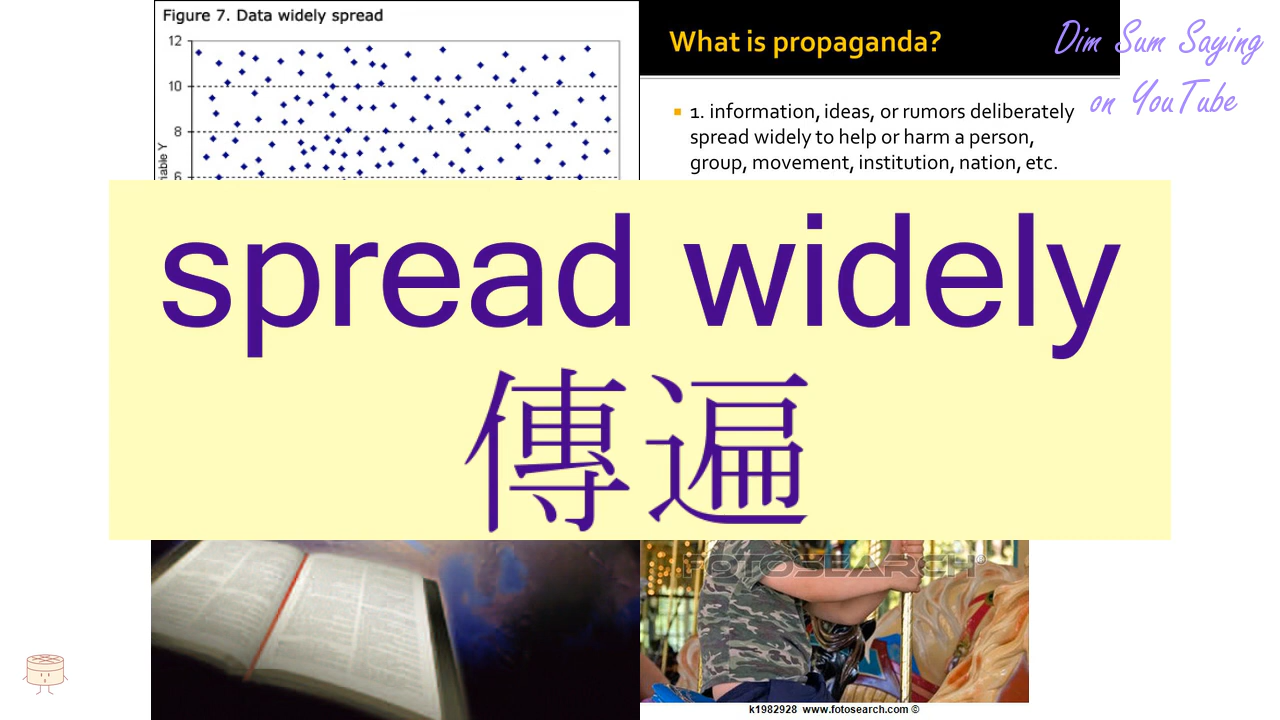 Figure 7. Data widely spread
12
10
8
6
What is propaganda?
1. information, ideas, or rumors deliberately
spread widely to help or harm a person,
group, movement, institution, nation, etc.
Dim Sum Saying
on YouTube
spread widely
傳遍
FOTOSEARCH®
k1982928 www.fotosearch.com ©